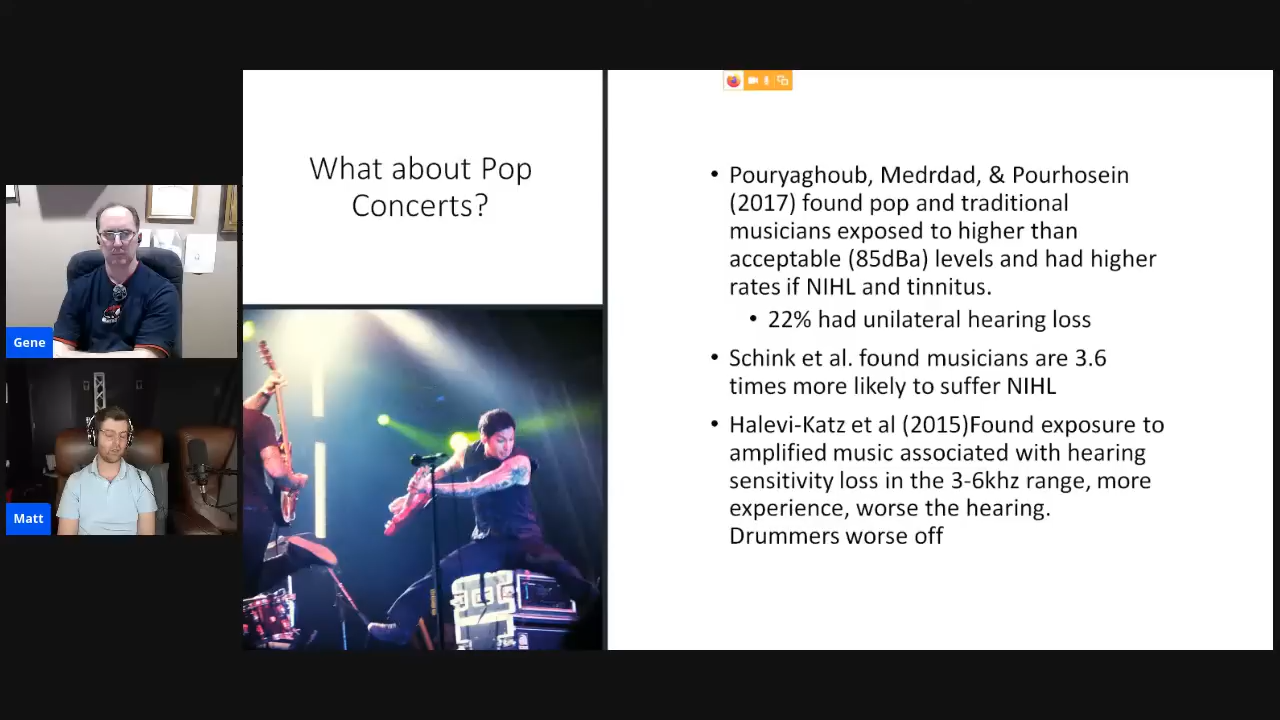 What about Pop
Concerts?
• Pouryaghoub, Medrdad, & Pourhosein
(2017) found pop and traditional
musicians exposed to higher than
acceptable (85dBa) levels and had higher
rates if NIHL and tinnitus.
• 22% had unilateral hearing loss
• Schink et al. found musicians are 3.6
times more likely to suffer NIHL
• Halevi-Katz et al (2015)Found exposure to
amplified music associated with hearing
sensitivity loss in the 3-6khz range, more
experience, worse the hearing.
Drummers worse off
Gene
Matt